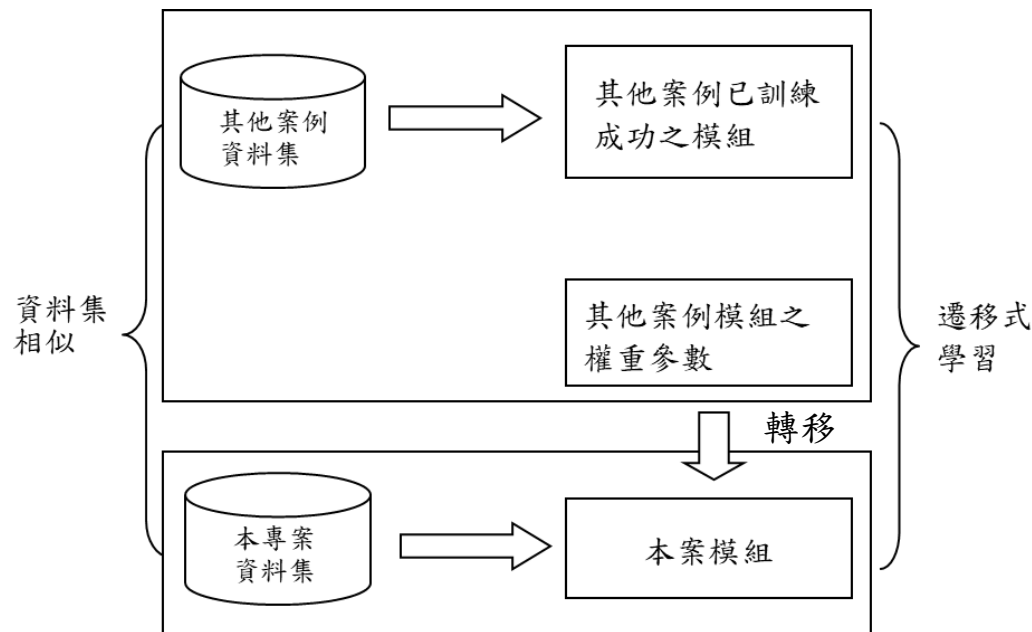 其他案例
資料集
其他案例已訓練
成功之模組
資料集
相似
其他案例模組之
權重參數
遷移式
學習
轉移
本專案
資料集
本案模組